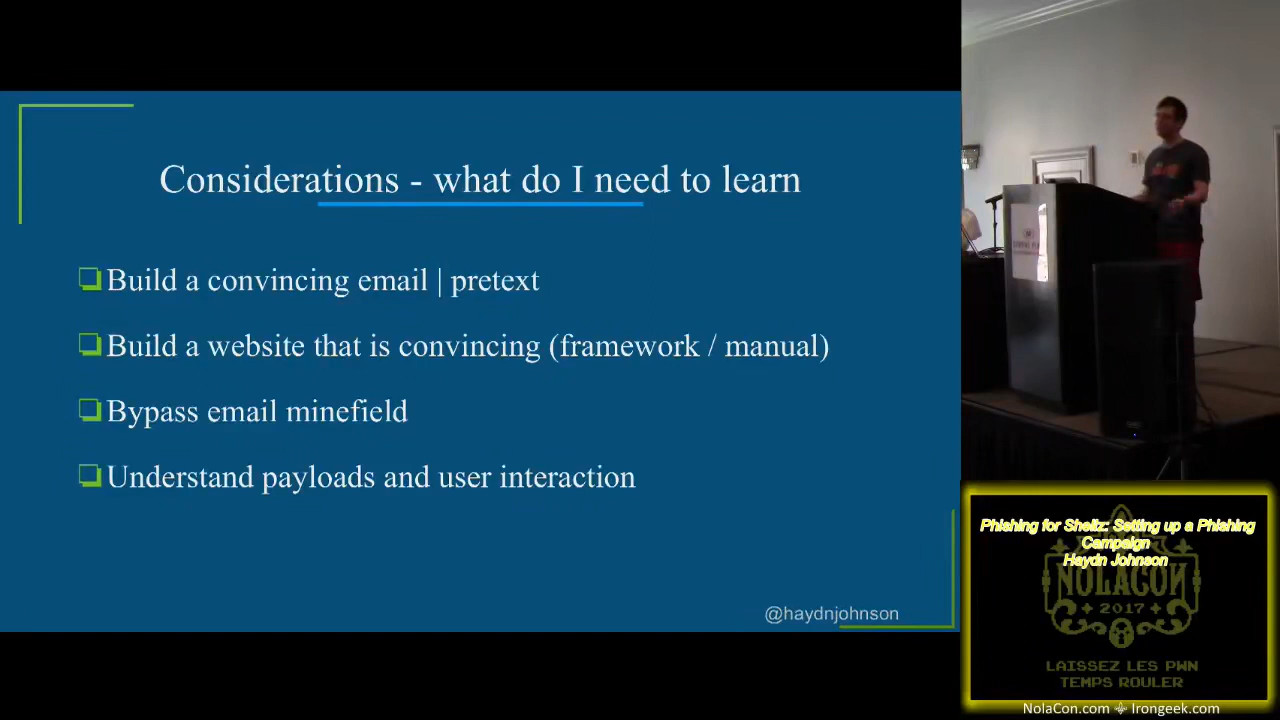 Considerations - what do I need to learn
Build a convincing email | pretext
Build a website that is convincing (framework / manual)
Bypass email minefield
Understand payloads and user interaction
@haydnjohnson
Phishing for Shellz: Setting up a Phishing
Campaign
Haydn Johnson
NOLACON
2017
LAISSEZ LES PWN
TEMPS ROULER
NolaCon.com Irongeek.com